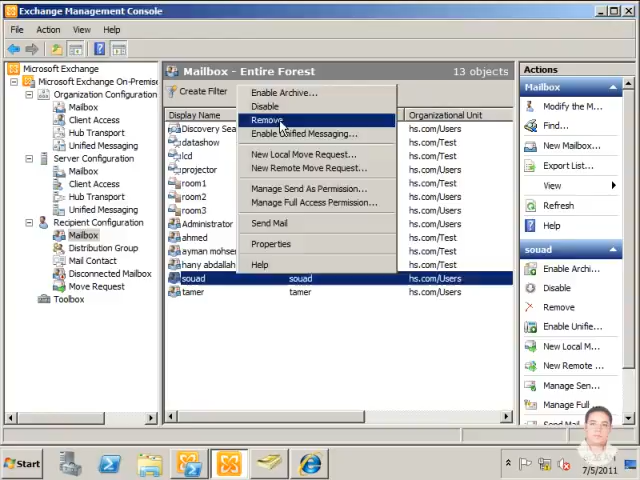 Exchange Management Console
File Action View Help
Microsoft Exchange
Microsoft Exchange On-Premise
Organization Configuration
Mailbox
Client Access
Hub Transport
Unified Messaging
Server Configuration
Mailbox
Client Access
Hub Transport
Unified Messaging
Recipient Configuration
Mailbox
Distribution Group
Mail Contact
Disconnected Mailbox
Move Request
Toolbox
Mailbox - Entire Forest 13 objects
Create Filter
Display Name Organizational Unit
Discovery Sea hs.com/Users
datashow hs.com/Users
lcd hs.com/Users
projector hs.com/Users
room1 hs.com/Users
room2 hs.com/Users
room3 hs.com/Users
Administrator hs.com/Users
ahmed hs.com/Test
ayman mohse hs.com/Test
hany abdallah hs.com/Test
souad souad hs.com/Users
tamer tamer hs.com/Users
Enable Archive...
Disable
Remove
Enable Unified Messaging...
New Local Move Request...
New Remote Move Request...
Manage Send As Permission...
Manage Full Access Permission...
Send Mail
Properties
Help
Actions
Mailbox
Modify the M...
Find...
New Mailbox...
Export List...
View
Refresh
Help
souad
Enable Archi...
Disable
Remove
Enable Unifie...
New Local M...
New Remote ...
Manage Sen...
Manage Full ...
Send Mail
Start
7/5/2011